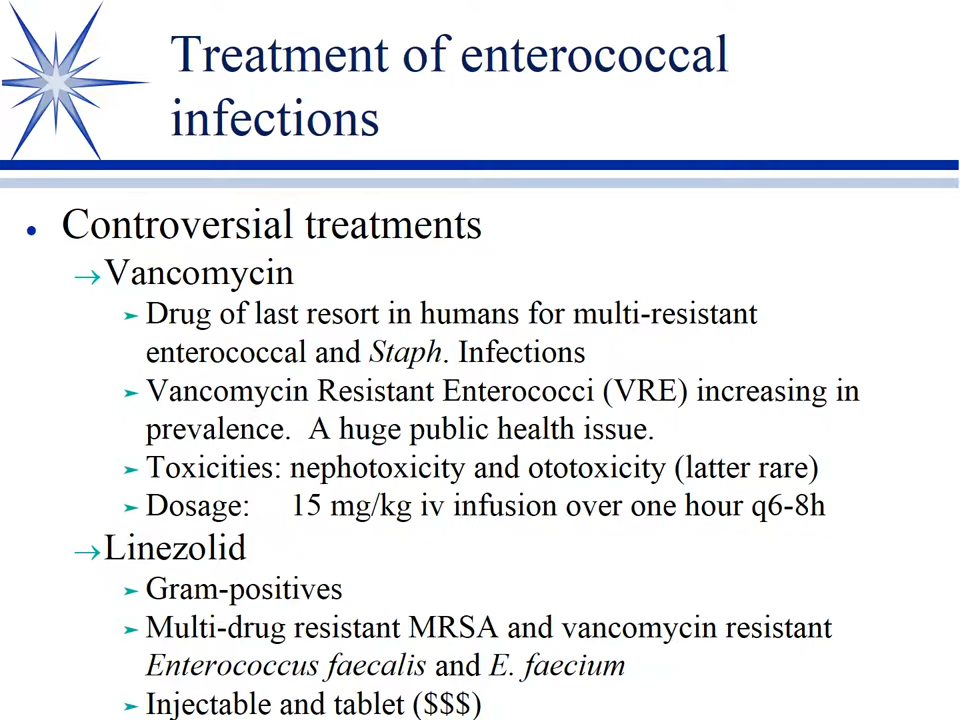 Treatment of enterococcal
infections
• Controversial treatments
→Vancomycin
➢ Drug of last resort in humans for multi-resistant
enterococcal and Staph. Infections
➢ Vancomycin Resistant Enterococci (VRE) increasing in
prevalence.  A huge public health issue.
➢ Toxicities: nephotoxicity and ototoxicity (latter rare)
➢ Dosage:    15 mg/kg iv infusion over one hour q6-8h
→Linezolid
➢ Gram-positives
➢ Multi-drug resistant MRSA and vancomycin resistant
Enterococcus faecalis and E. faecium
➢ Injectable and tablet ($$$)